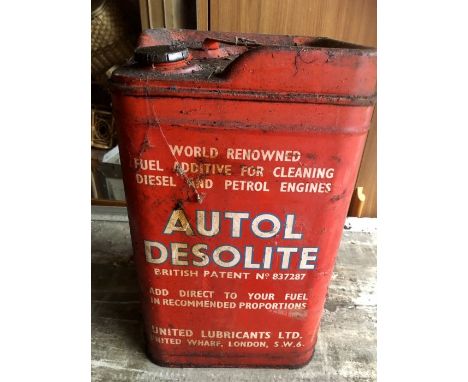 WORLD RENOWNED
FUEL ADDITIVE FOR CLEANING
DIESEL AND PETROL ENGINES
AUTOL
DESOLITE
BRITISH PATENT Nº 837287
ADD DIRECT TO YOUR FUEL
IN RECOMMENDED PROPORTIONS
UNITED LUBRICANTS LTD.
UNITED WHARF, LONDON, S.W.6.